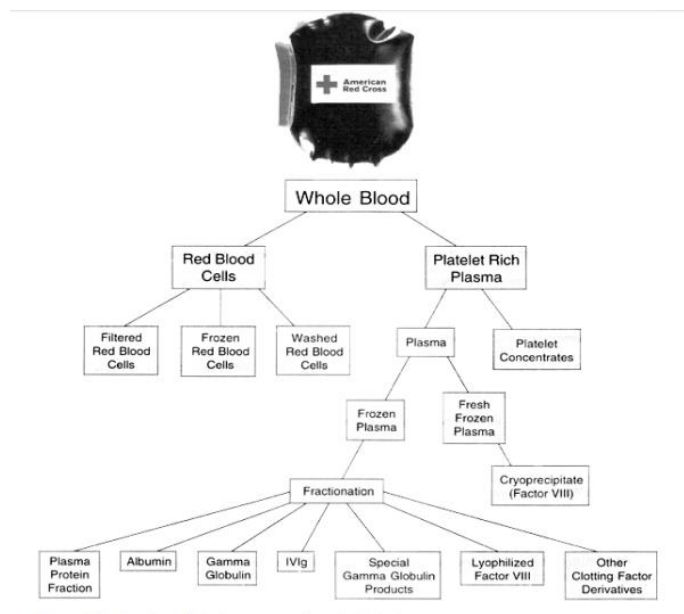 American
Red Cross
Whole Blood
Red Blood
Cells
Platelet Rich
Plasma
Filtered
Red Blood
Cells
Frozen
Red Blood
Cells
Washed
Red Blood
Cells
Plasma
Platelet
Concentrates
Frozen
Plasma
Fresh
Frozen
Plasma
Cryoprecipitate
(Factor VIII)
Fractionation
Plasma
Protein
Fraction
Albumin
Gamma
Globulin
IVIg
Special
Gamma Globulin
Products
Lyophilized
Factor VIII
Other
Clotting Factor
Derivatives